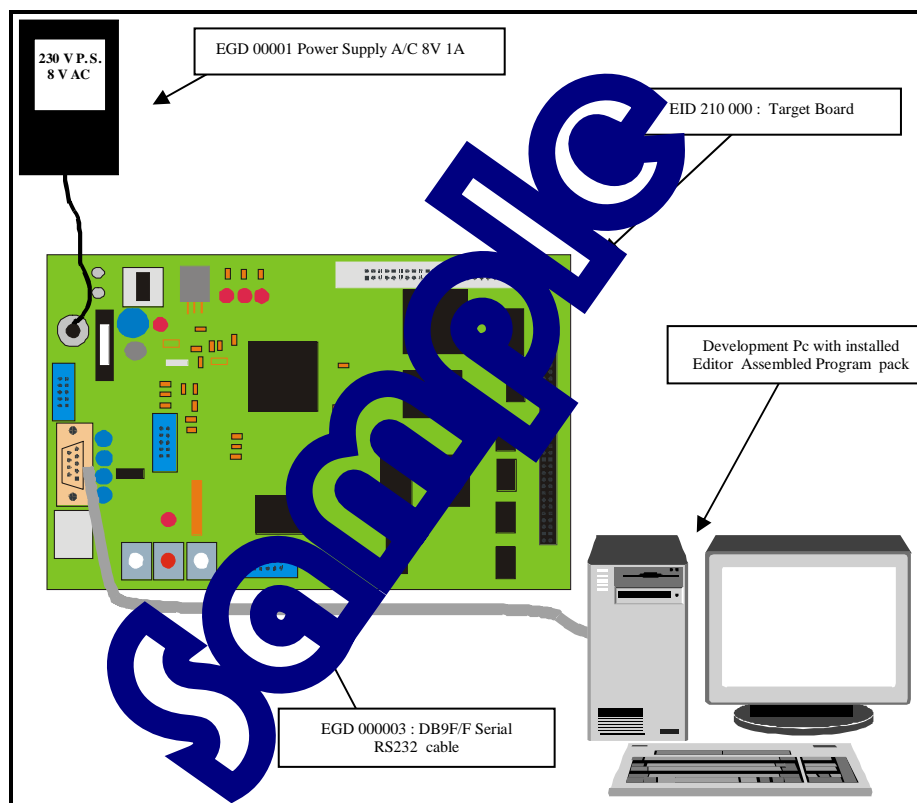 230 V P. S.
8 V AC
EGD 00001 Power Supply A/C 8V 1A
EID 210 000 : Target Board
Development Pc with installed
Editor Assembled Program pack
EGD 000003 : DB9F/F Serial
RS232 cable
Sample